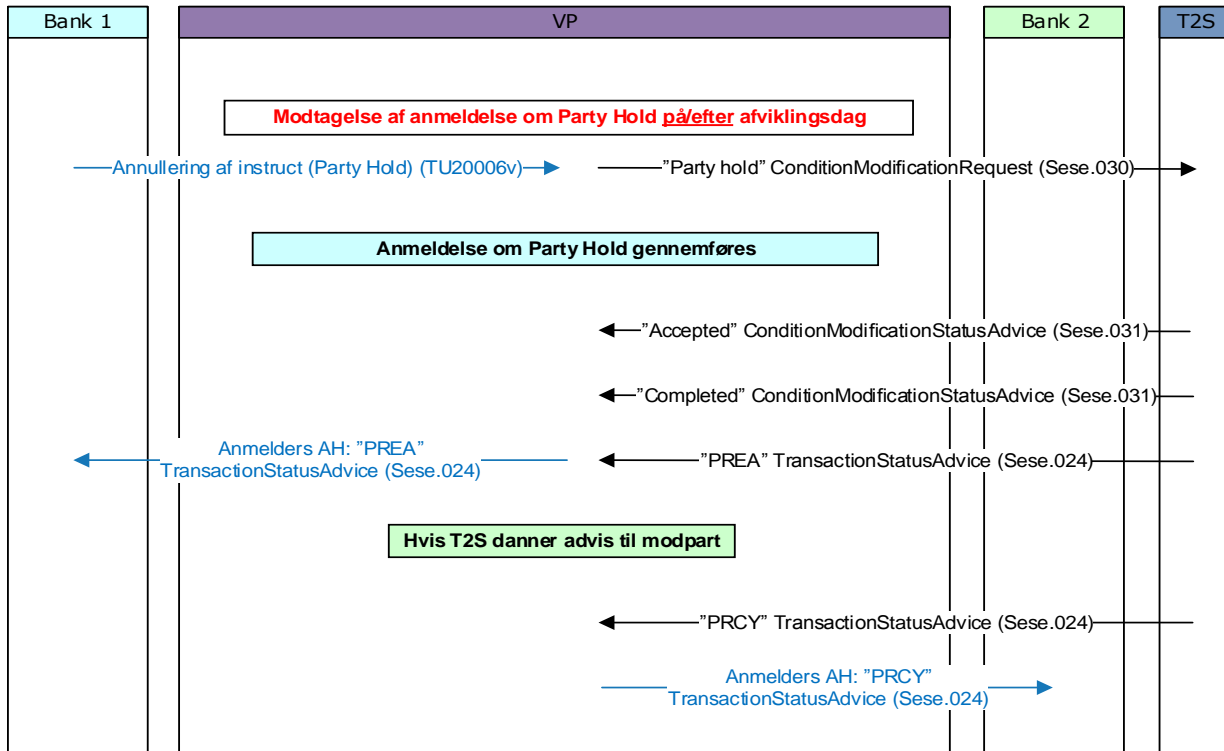 Bank 1
VP
Bank 2
T2S
Modtagelse af anmeldelse om Party Hold på/efter afviklingsdag
Annullering af instruct (Party Hold) (TU20006v)
”Party hold” ConditionModificationRequest (Sese.030)
Anmeldelse om Party Hold gennemføres
”Accepted” ConditionModificationStatusAdvice (Sese.031)
”Completed” ConditionModificationStatusAdvice (Sese.031)
Anmelders AH: ”PREA”
TransactionStatusAdvice (Sese.024)
”PREA” TransactionStatusAdvice (Sese.024)
Hvis T2S danner advis til modpart
”PRCY” TransactionStatusAdvice (Sese.024)
Anmelders AH: ”PRCY”
TransactionStatusAdvice (Sese.024)